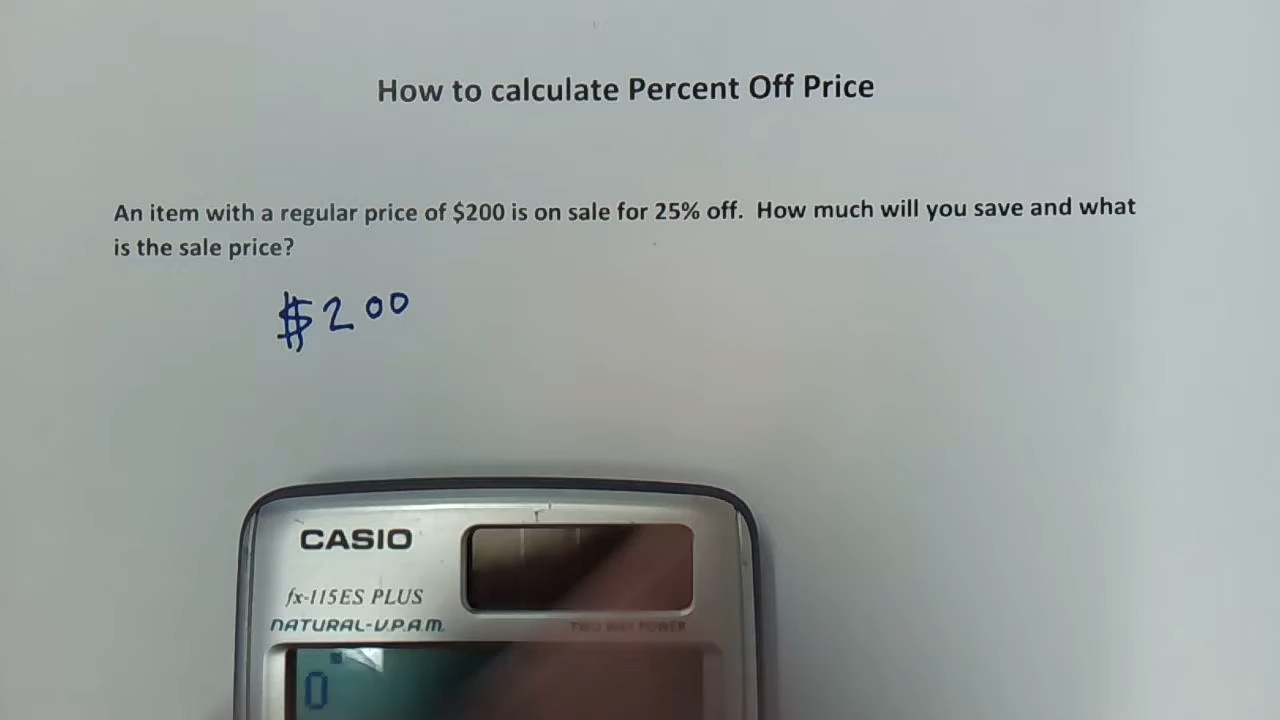 How to calculate Percent Off Price
An item with a regular price of $200 is on sale for 25% off. How much will you save and what
is the sale price?
$200
CASIO
fx-115ES PLUS
NATURAL-V.P.A.M.
TWO WAY POWER
0